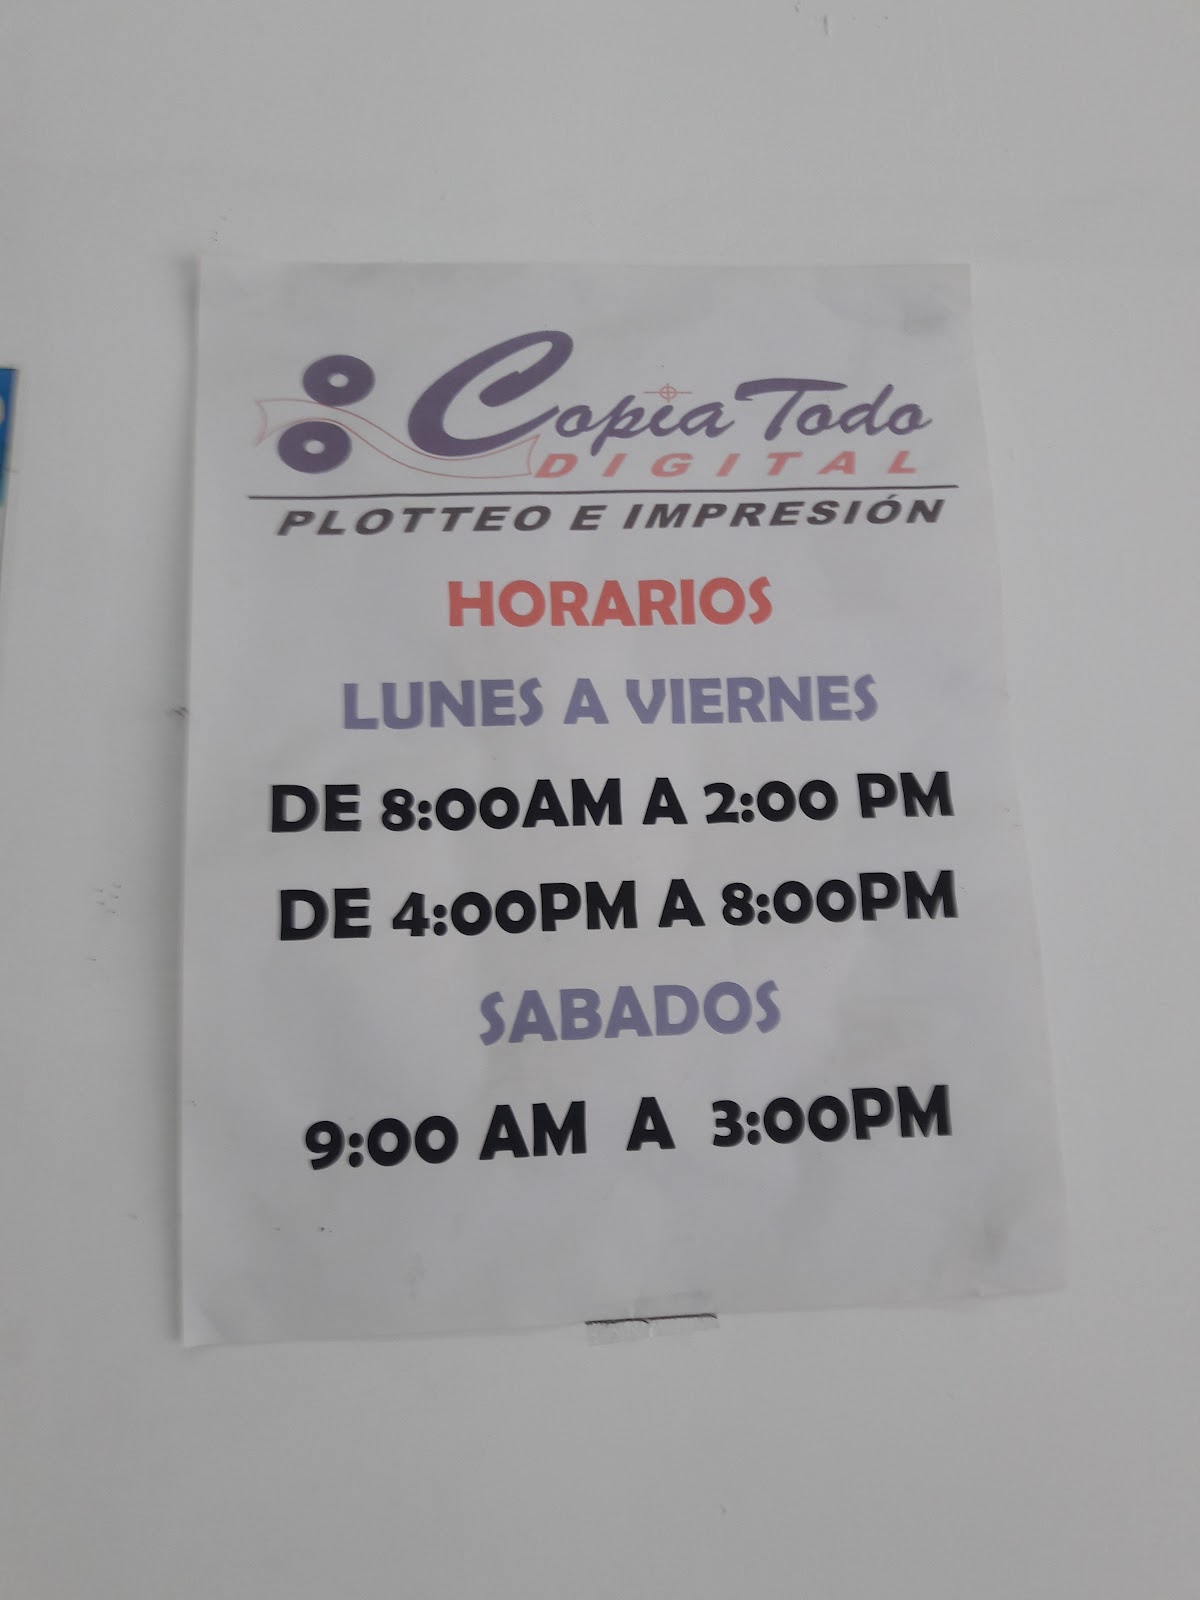 Copia Todo
DIGITAL
PLOTTEO E IMPRESIÓN
HORARIOS
LUNES A VIERNES
DE 8:00AM A 2:00 PM
DE 4:00PM A 8:00PM
SABADOS
9:00 AM A 3:00PM